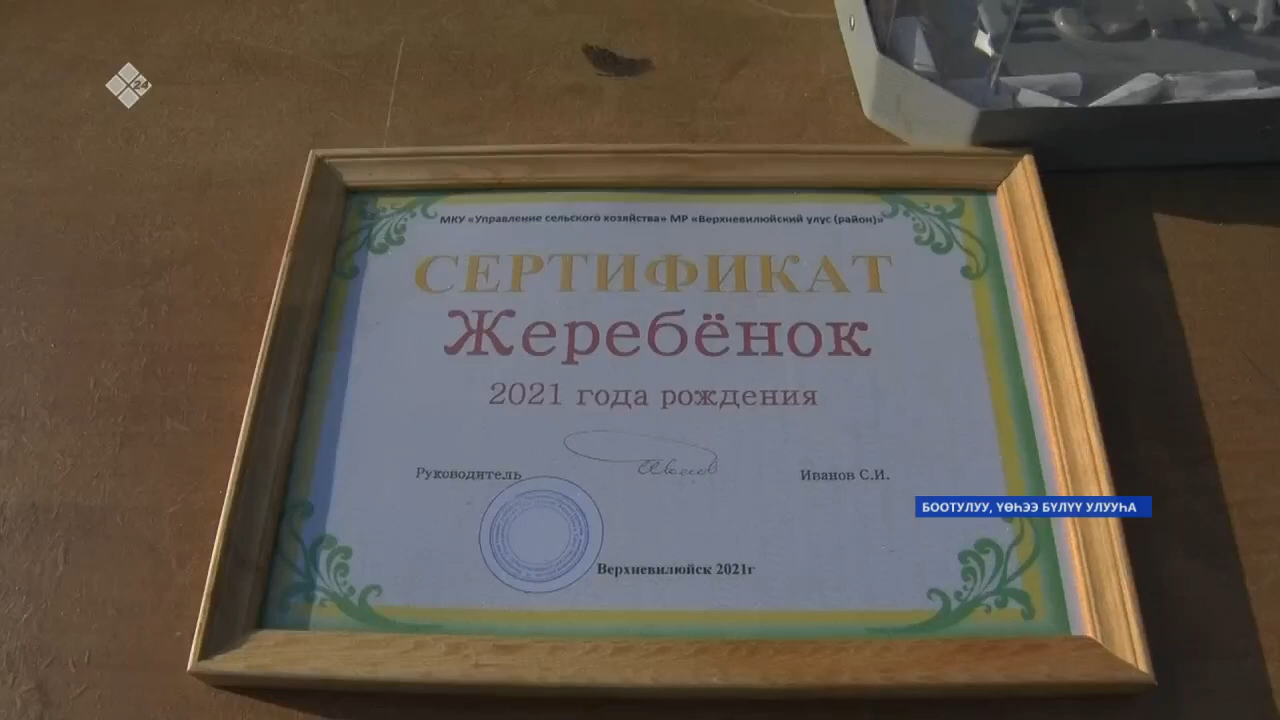 24
МКУ «Управление сельского хозяйства» МР «Верхневилюйский улус (район)»
СЕРТИФИКАТ
Жеребёнок
2021 года рождения
Руководитель
Иванов С.И.
БООТУЛУУ, ҮӨҺЭЭ БҮЛҮҮ УЛУУҺА
Верхневилюйск 2021г